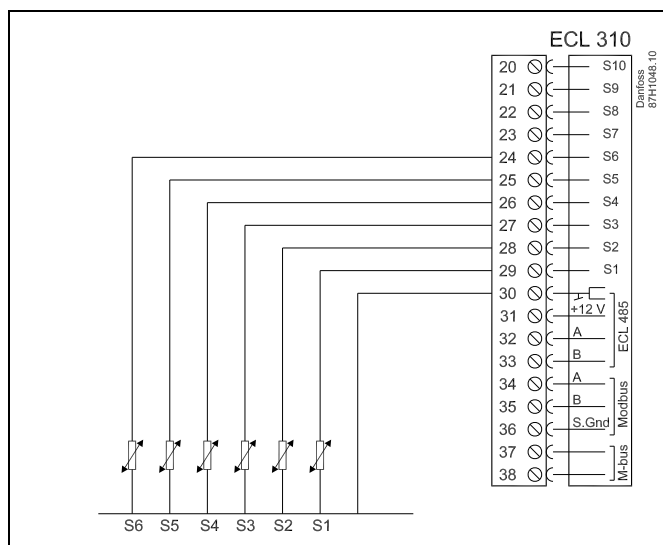 ECL 310
20 S10
21 S9
22 S8
23 S7
24 S6
25 S5
26 S4
27 S3
28 S2
29 S1
30
31 +12 V
32 A
33 B
34 A
35 B
36 S.Gnd
37
38
ECL 485
Modbus
M-bus
Danfoss
87H1048.10
S6 S5 S4 S3 S2 S1